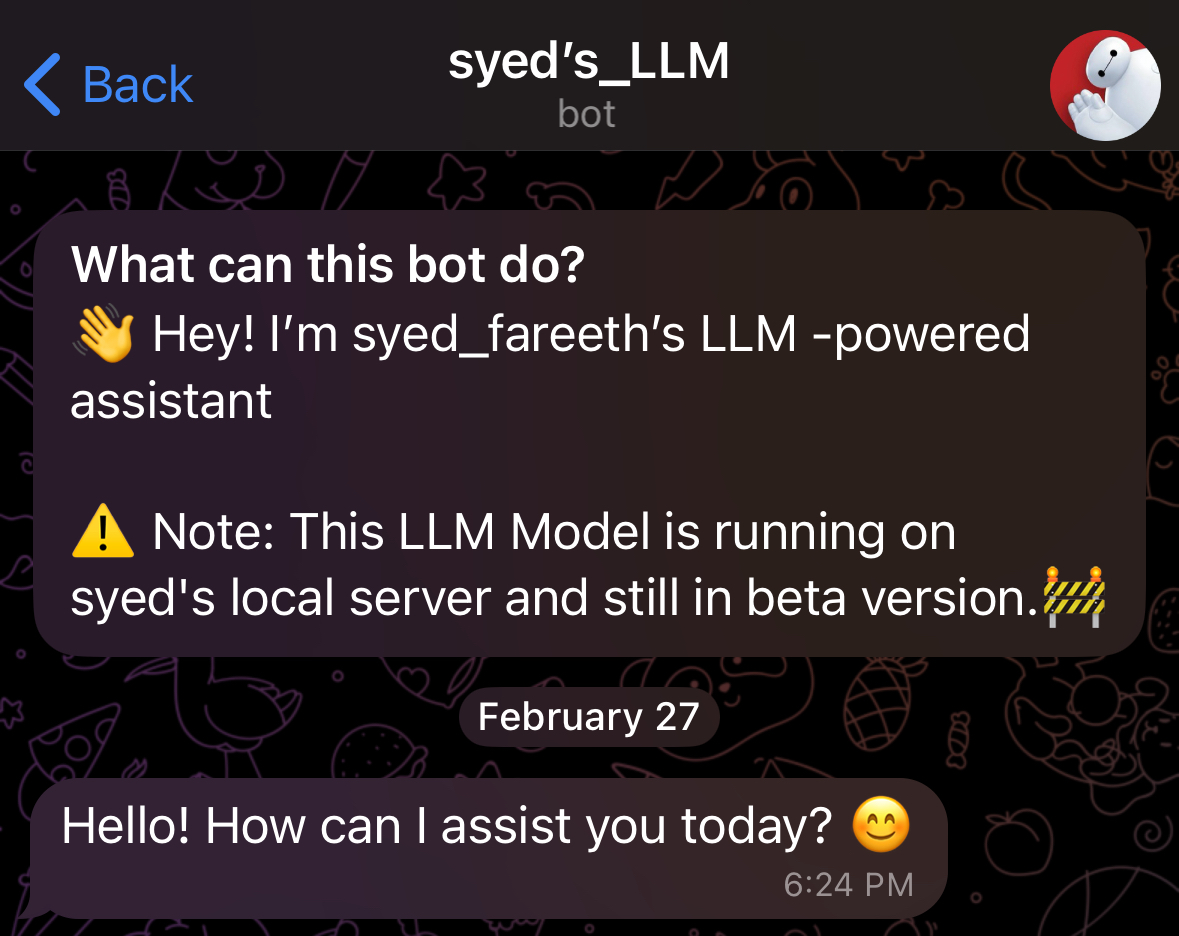 Back
syed’s_LLM
bot
What can this bot do?
👋 Hey! I’m syed_fareeth’s LLM -powered
assistant
⚠️ Note: This LLM Model is running on
syed's local server and still in beta version.🚧
February 27
Hello! How can I assist you today? 😊
6:24 PM